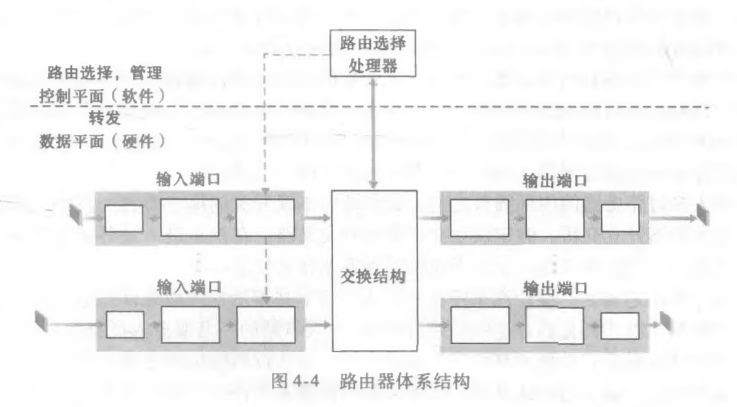 路由选择
处理器
路由选择，管理
控制平面（软件）
转发
数据平面（硬件）
输入端口
输出端口
交换结构
输入端口
输出端口
图4-4 路由器体系结构